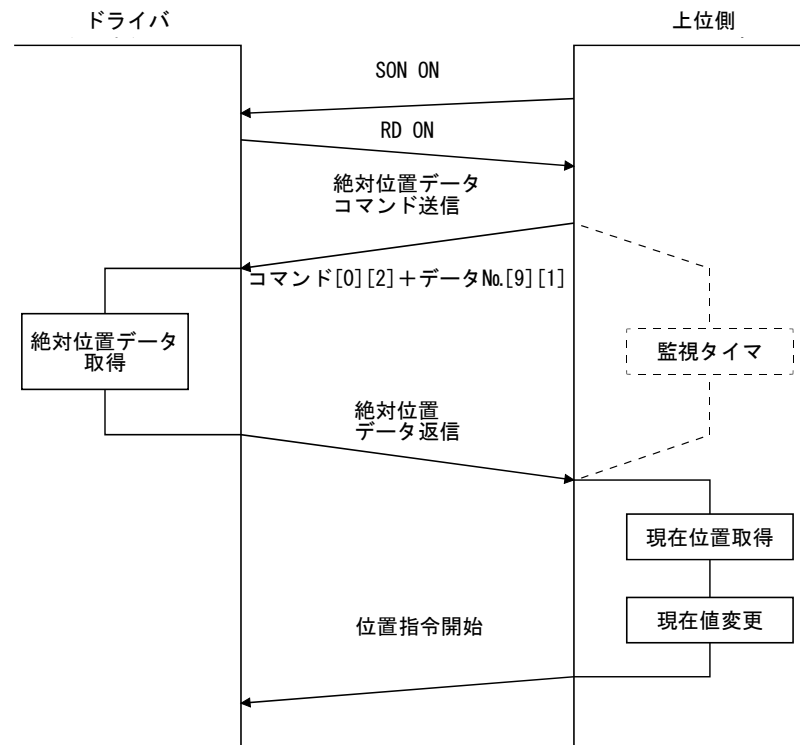 ドライバ
上位側
SON ON
RD ON
絶対位置データ
コマンド送信
コマンド[0][2]＋データ№[9][1]
絶対位置データ
取得
監視タイマ
絶対位置
データ返信
現在位置取得
現在値変更
位置指令開始